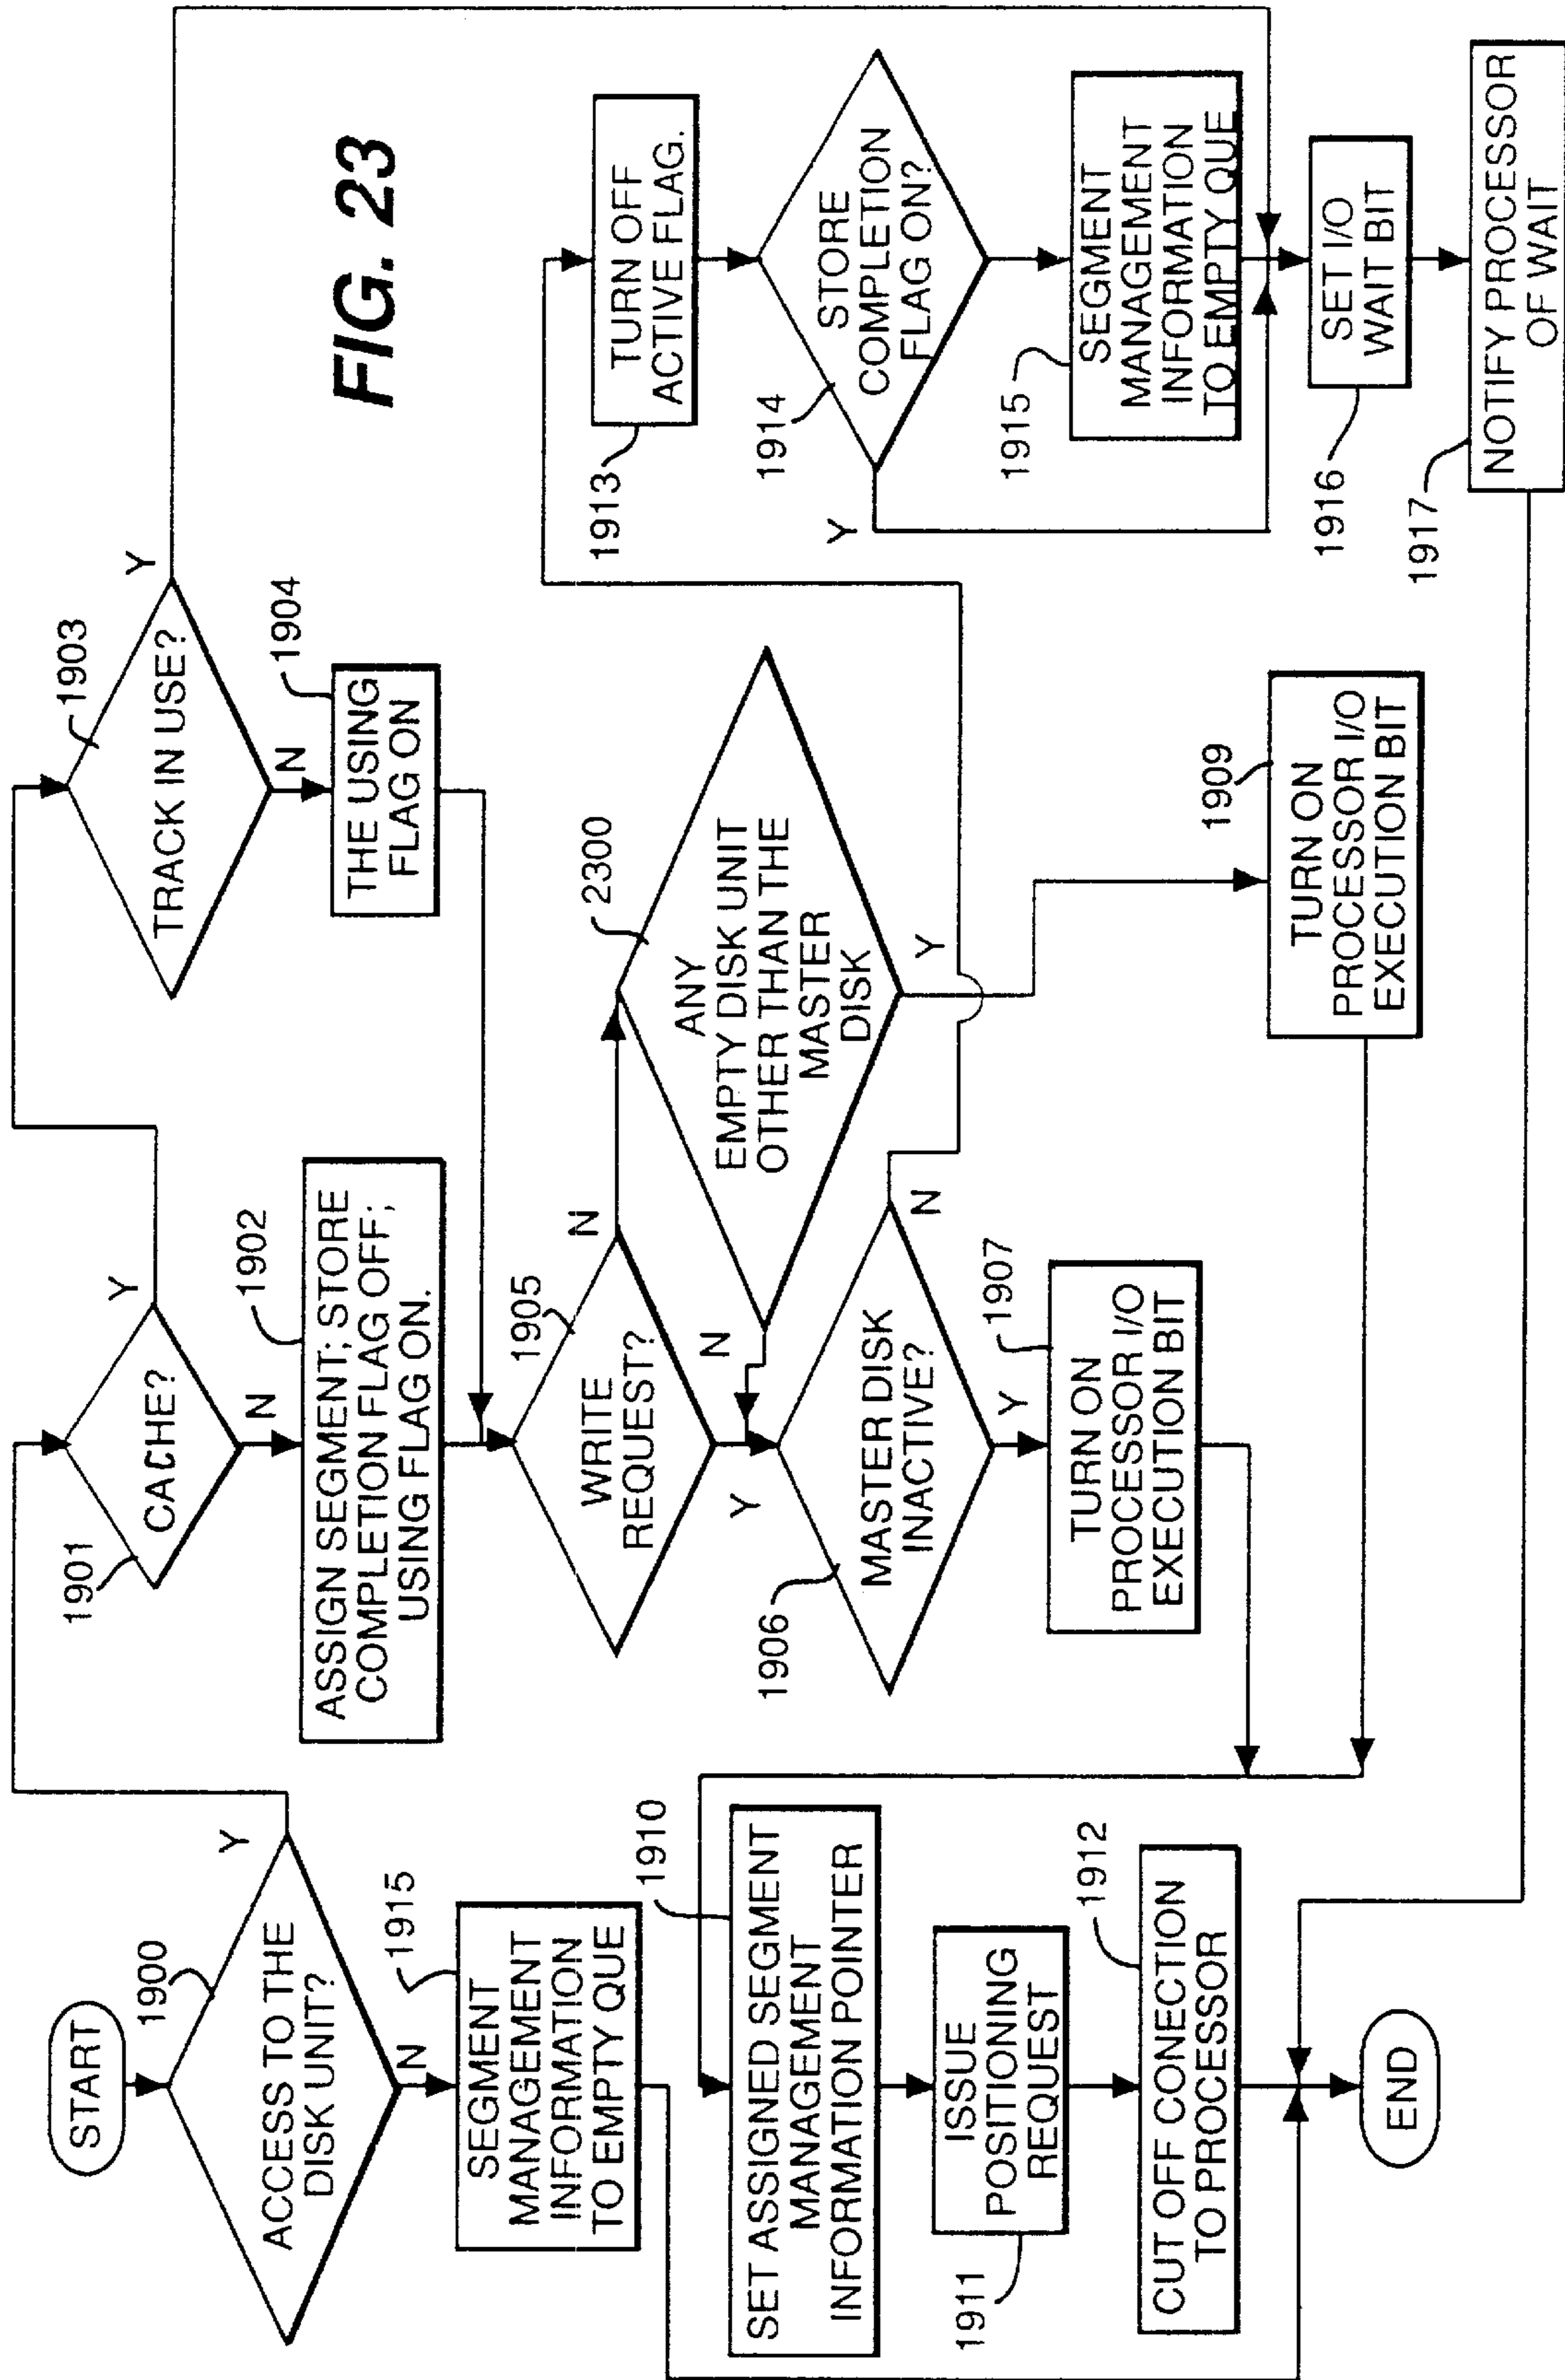 FIG. 23
START
1900
ACCESS TO THE
DISK UNIT?
Y
N
1915
SEGMENT
MANAGEMENT
INFORMATION
TO EMPTY QUE
1910
SET ASSIGNED SEGMENT
MANAGEMENT
INFORMATION POINTER
1911
ISSUE
POSITIONING
REQUEST
1912
CUT OFF CONECTION
TO PROCESSOR
END
1901
CACHE?
Y
N
1902
ASSIGN SEGMENT; STORE
COMPLETION FLAG OFF;
USING FLAG ON.
1905
WRITE
REQUEST?
N
Y
1906
MASTER DISK
INACTIVE?
N
Y
1907
TURN ON
PROCESSOR I/O
EXECUTION BIT
1903
TRACK IN USE?
Y
N
1904
THE USING
FLAG ON
2300
ANY
EMPTY DISK UNIT
OTHER THAN THE
MASTER
DISK
N
Y
1909
TURN ON
PROCESSOR I/O
EXECUTION BIT
1913
TURN OFF
ACTIVE FLAG.
1914
STORE
COMPLETION
FLAG ON?
Y
1915
SEGMENT
MANAGEMENT
INFORMATION
TO EMPTY QUE
1916
SET I/O
WAIT BIT
1917
NOTIFY PROCESSOR
OF WAIT